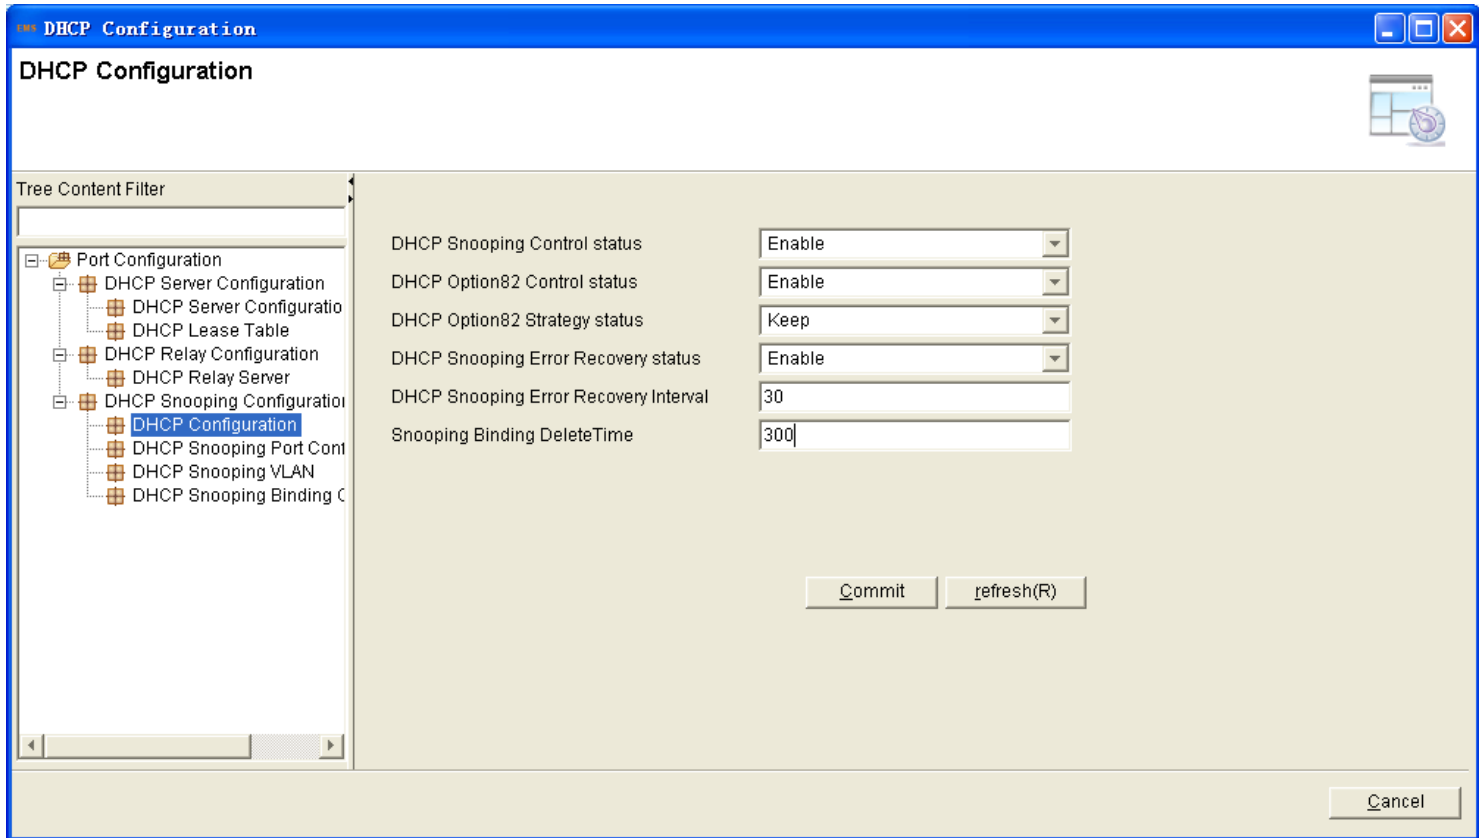 EMS DHCP Configuration
DHCP Configuration
Tree Content Filter
Port Configuration
DHCP Server Configuration
DHCP Server Configuratio
DHCP Lease Table
DHCP Relay Configuration
DHCP Relay Server
DHCP Snooping Configuration
DHCP Configuration
DHCP Snooping Port Conf
DHCP Snooping VLAN
DHCP Snooping Binding C
DHCP Snooping Control status Enable
DHCP Option82 Control status Enable
DHCP Option82 Strategy status Keep
DHCP Snooping Error Recovery status Enable
DHCP Snooping Error Recovery Interval 30
Snooping Binding DeleteTime 300
Commit refresh(R)
Cancel